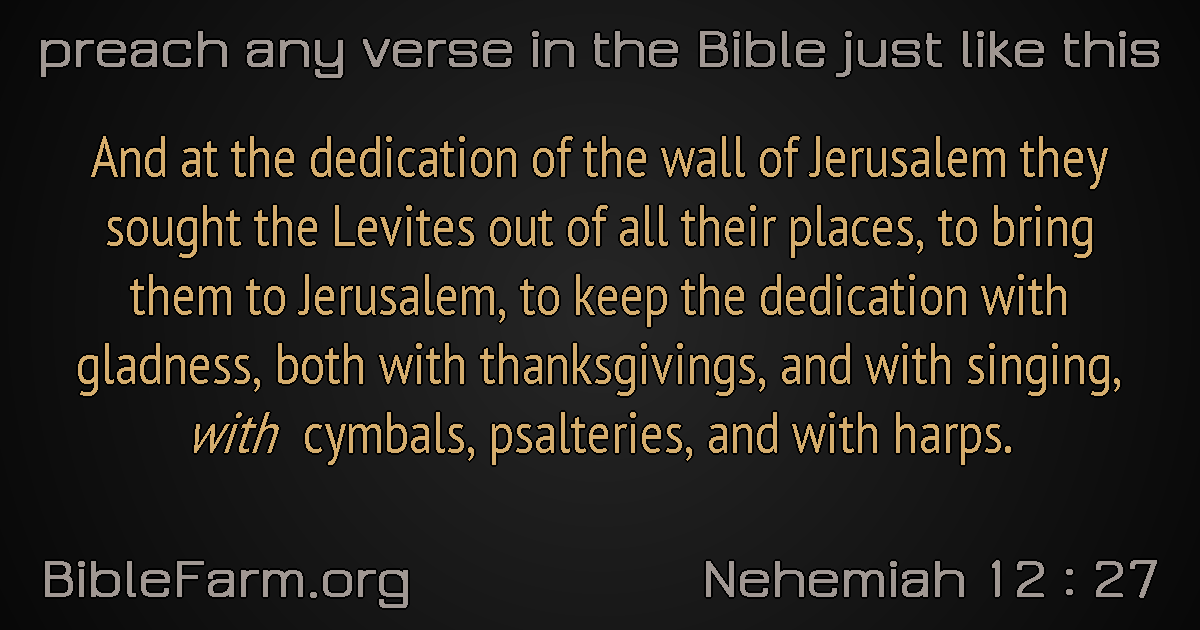 preach any verse in the Bible just like this
And at the dedication of the wall of Jerusalem they
sought the Levites out of all their places, to bring
them to Jerusalem, to keep the dedication with
gladness, both with thanksgivings, and with singing,
with cymbals, psalteries, and with harps.
BibleFarm.org
Nehemiah 12 : 27